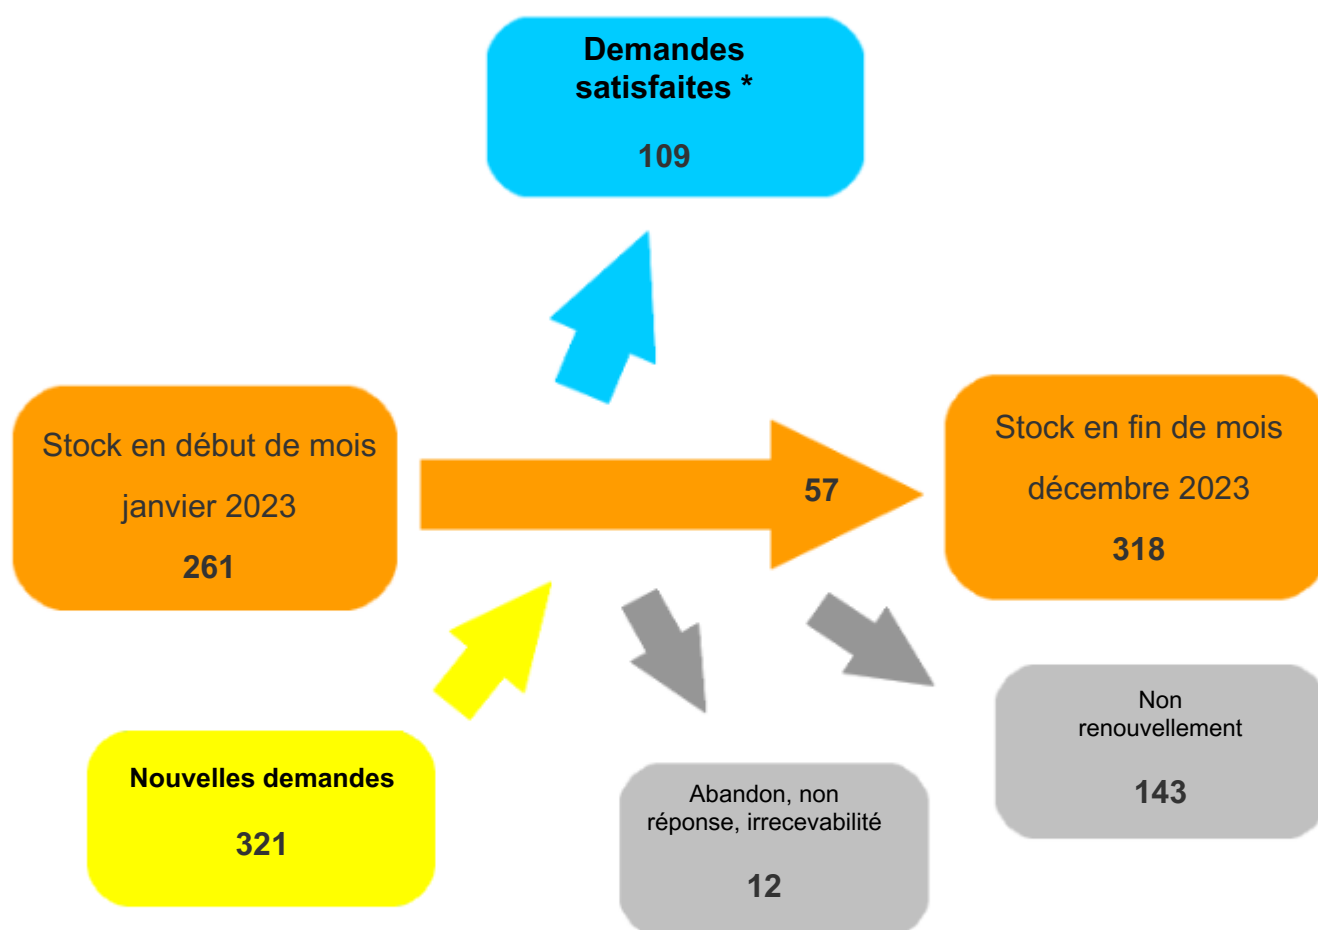 Demandes
satisfaites *
109
Stock en début de mois
janvier 2023
261
57
Stock en fin de mois
décembre 2023
318
Nouvelles demandes
321
Abandon, non
réponse, irrecevabilité
12
Non
renouvellement
143